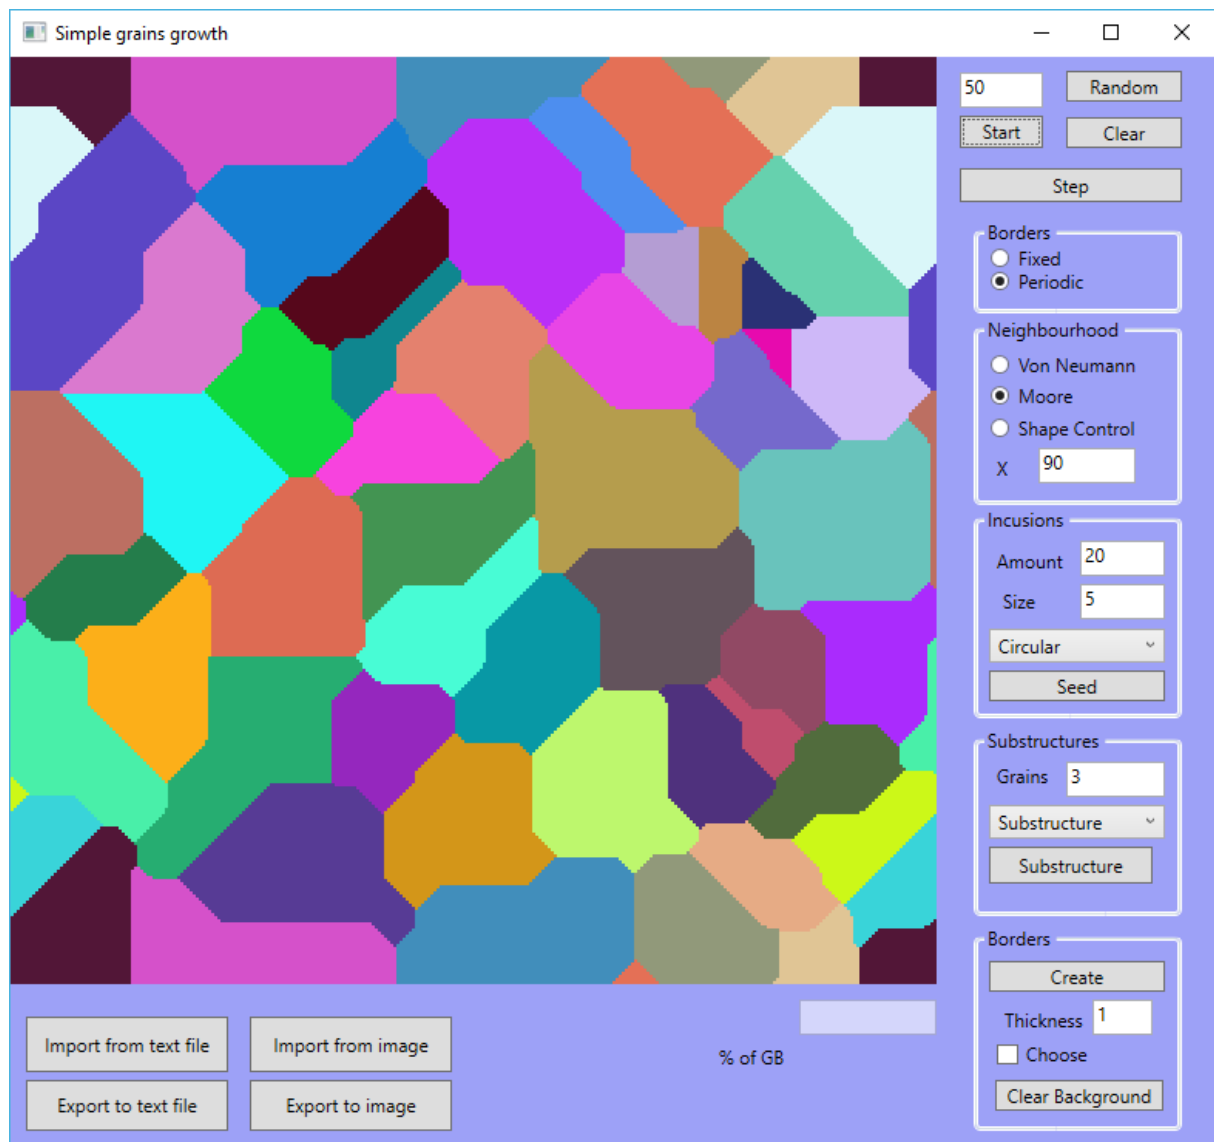 Simple grains growth
50
Random
Start
Clear
Step
Borders
Fixed
Periodic
Neighbourhood
Von Neumann
Moore
Shape Control
X 90
Incusions
Amount 20
Size 5
Circular
Seed
Substructures
Grains 3
Substructure
Substructure
Borders
Create
Thickness 1
Choose
Clear Background
Import from text file
Import from image
% of GB
Export to text file
Export to image